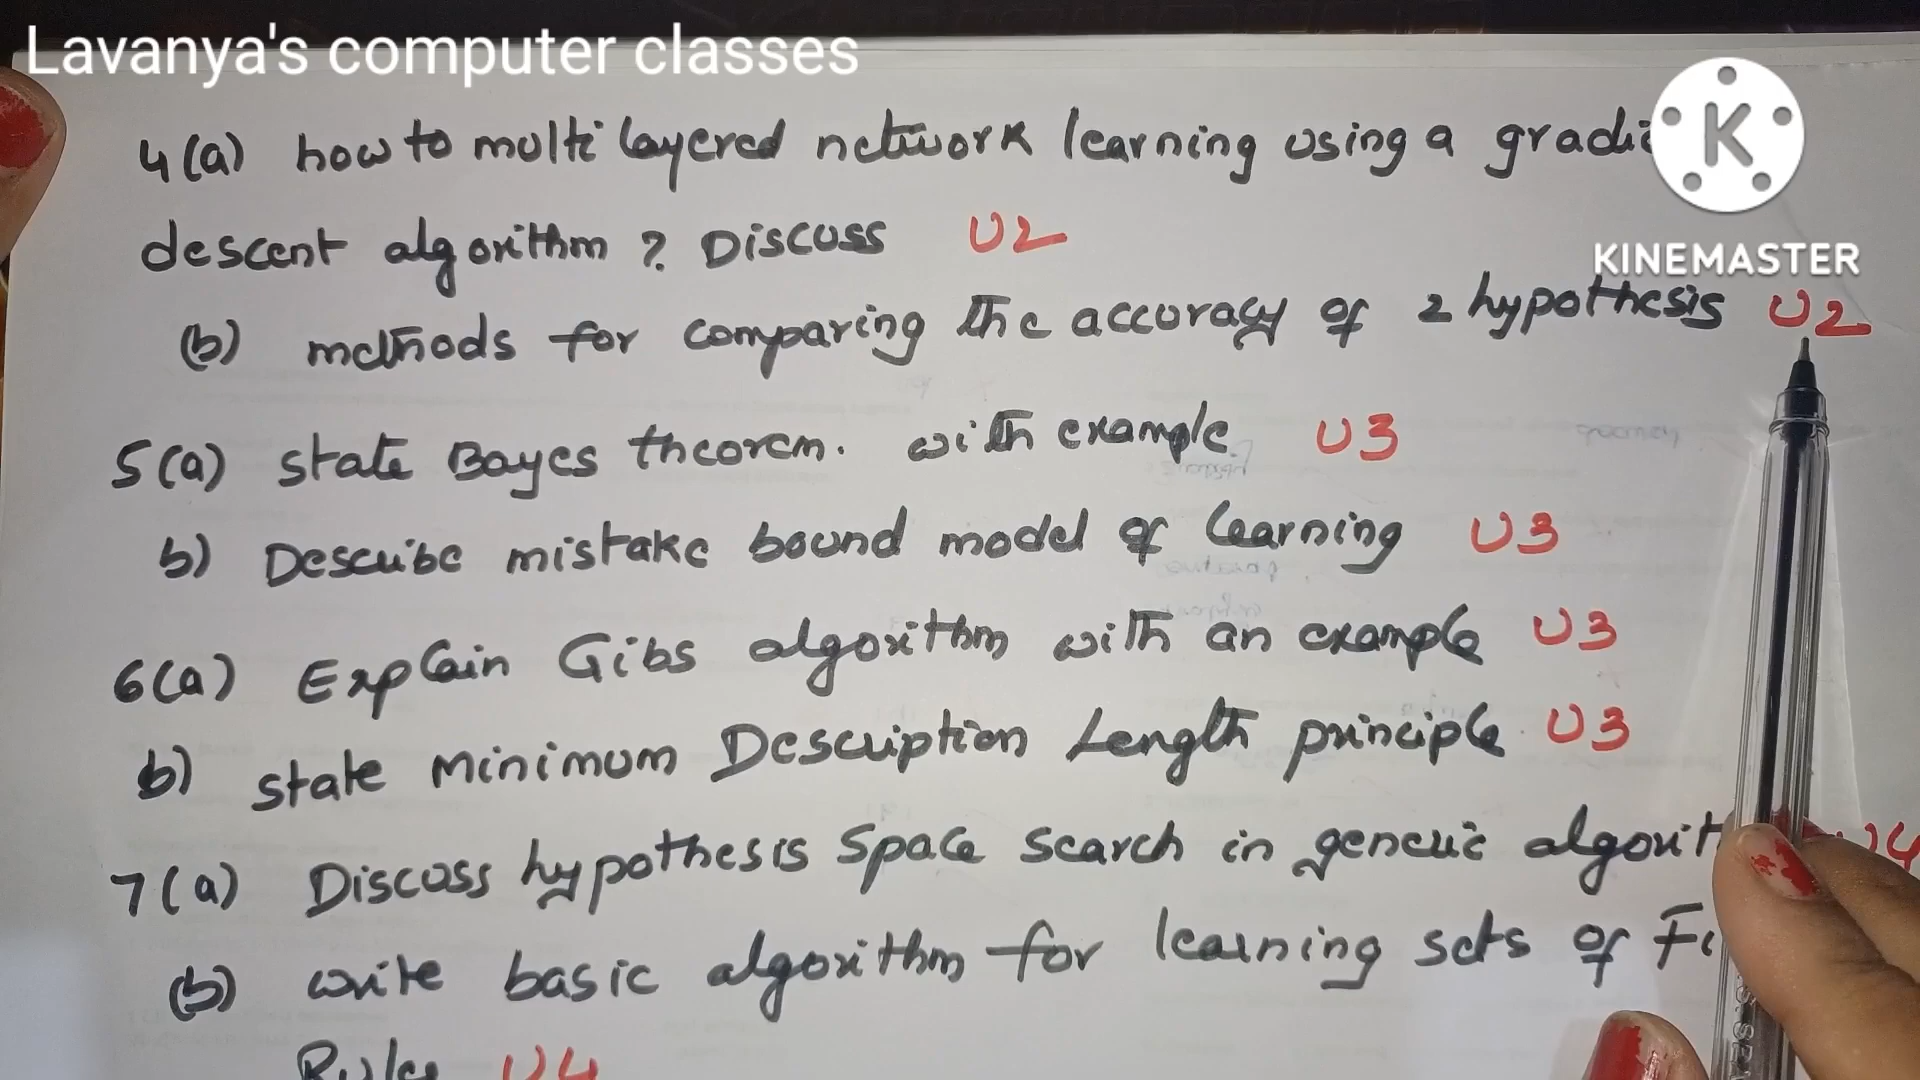 Lavanya's computer classes
4(a) how to multi layered network learning using a
K
KINEMASTER
descent algorithm ? Discuss U2
(b) methods for comparing the accuracy of 2 hypothesis U2
5(a) state Bayes theorem. with example U3
b) Describe mistake bound model of learning U3
6(a) Explain Gibs algorithm with an example U3
b) state minimum Description Length principle. U3
7(a) Discuss hypothesis space search in genetic U4
(b) write basic algorithm for learning sets of
Rules U4